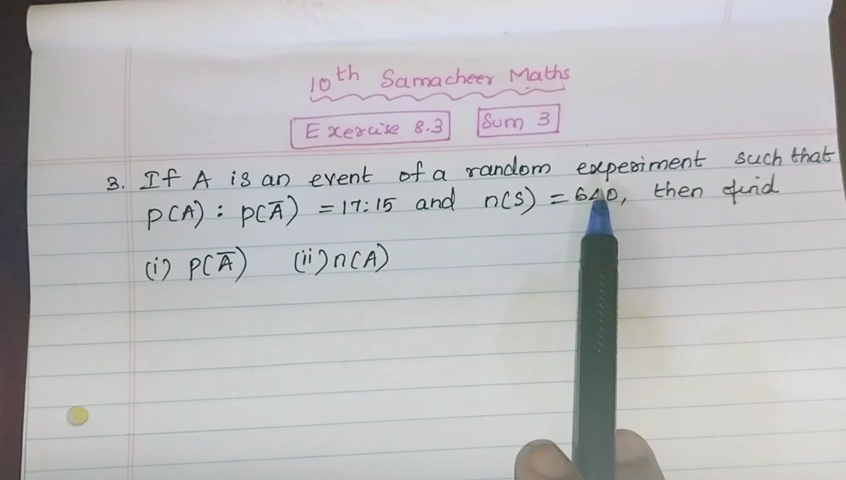 10th Samacheer Maths
Exercise 8.3 Sum 3
3. If A is an event of a random experiment such that
P(A) : P(A̅) = 17:15 and n(S) = 640, then find
(i) P(A̅) (ii) n(A)